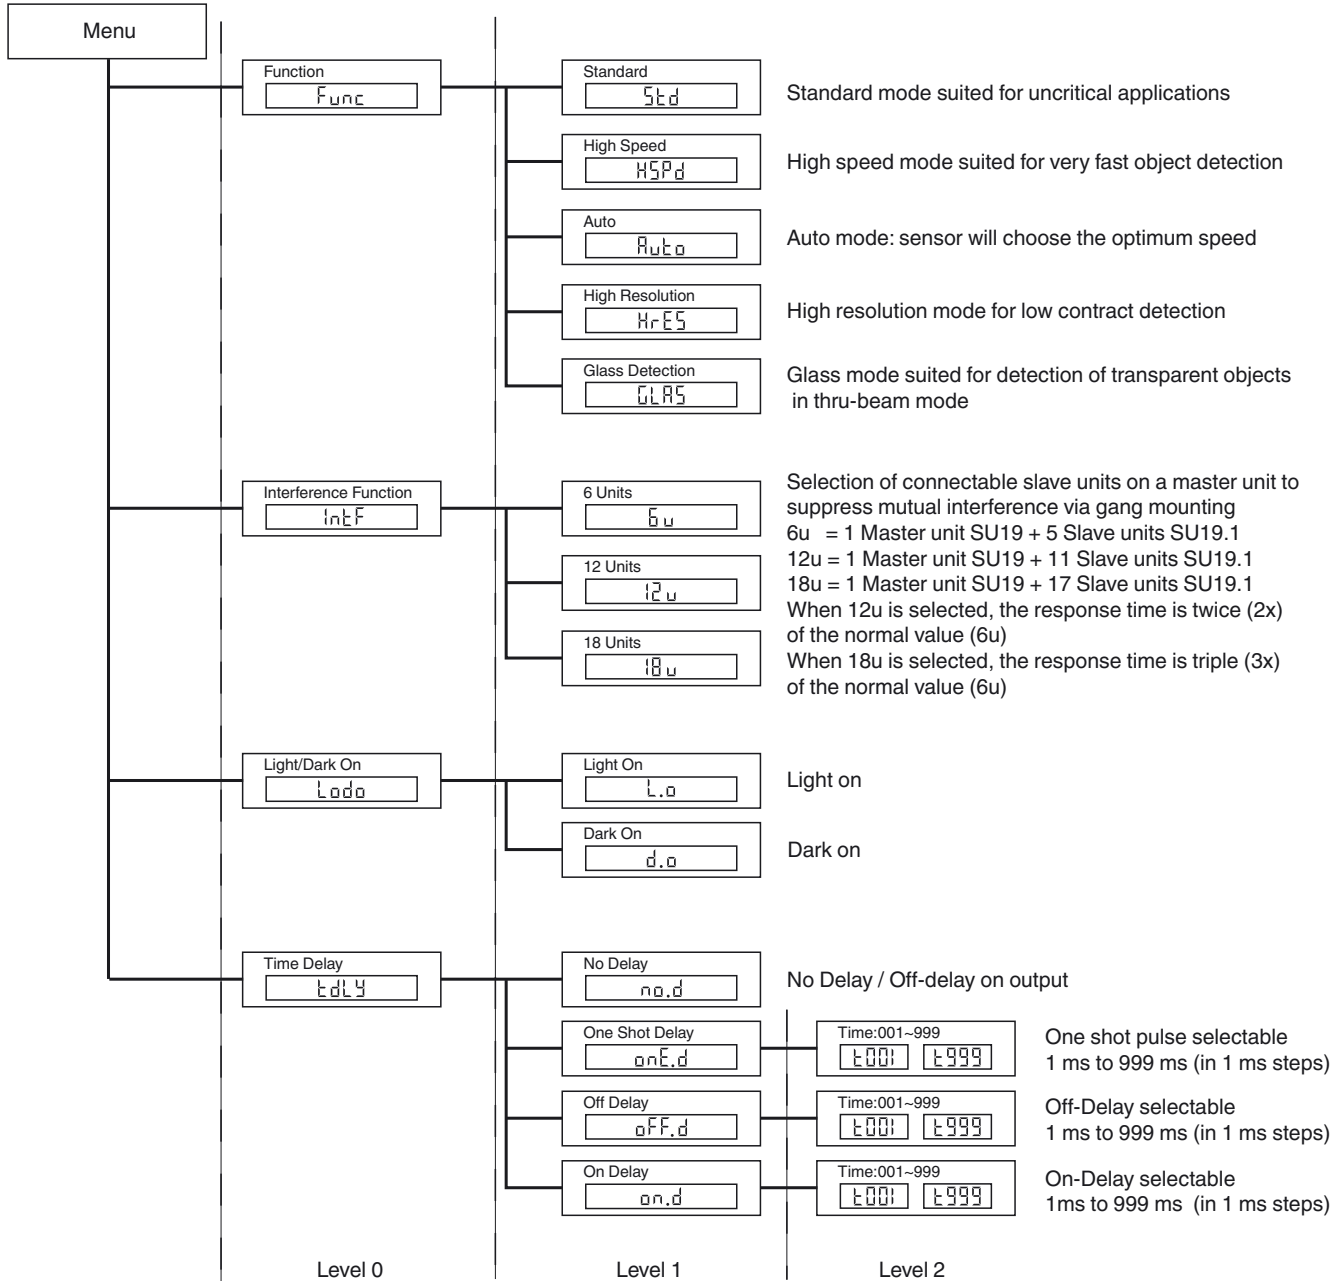 Menu
Function
Func
Standard
Std
Standard mode suited for uncritical applications
High Speed
HSPd
High speed mode suited for very fast object detection
Auto
Auto
Auto mode: sensor will choose the optimum speed
High Resolution
HrES
High resolution mode for low contract detection
Glass Detection
GLAS
Glass mode suited for detection of transparent objects
in thru-beam mode
Interference Function
IntF
6 Units
6u
12 Units
12u
18 Units
18u
Selection of connectable slave units on a master unit to
suppress mutual interference via gang mounting
6u = 1 Master unit SU19 + 5 Slave units SU19.1
12u = 1 Master unit SU19 + 11 Slave units SU19.1
18u = 1 Master unit SU19 + 17 Slave units SU19.1
When 12u is selected, the response time is twice (2x)
of the normal value (6u)
When 18u is selected, the response time is triple (3x)
of the normal value (6u)
Light/Dark On
Lodo
Light On
L.o
Light on
Dark On
d.o
Dark on
Time Delay
tdLY
No Delay
no.d
No Delay / Off-delay on output
One Shot Delay
onE.d
Time:001~999
t001 t999
One shot pulse selectable
1 ms to 999 ms (in 1 ms steps)
Off Delay
oFF.d
Time:001~999
t001 t999
Off-Delay selectable
1 ms to 999 ms (in 1 ms steps)
On Delay
on.d
Time:001~999
t001 t999
On-Delay selectable
1ms to 999 ms (in 1 ms steps)
Level 0
Level 1
Level 2